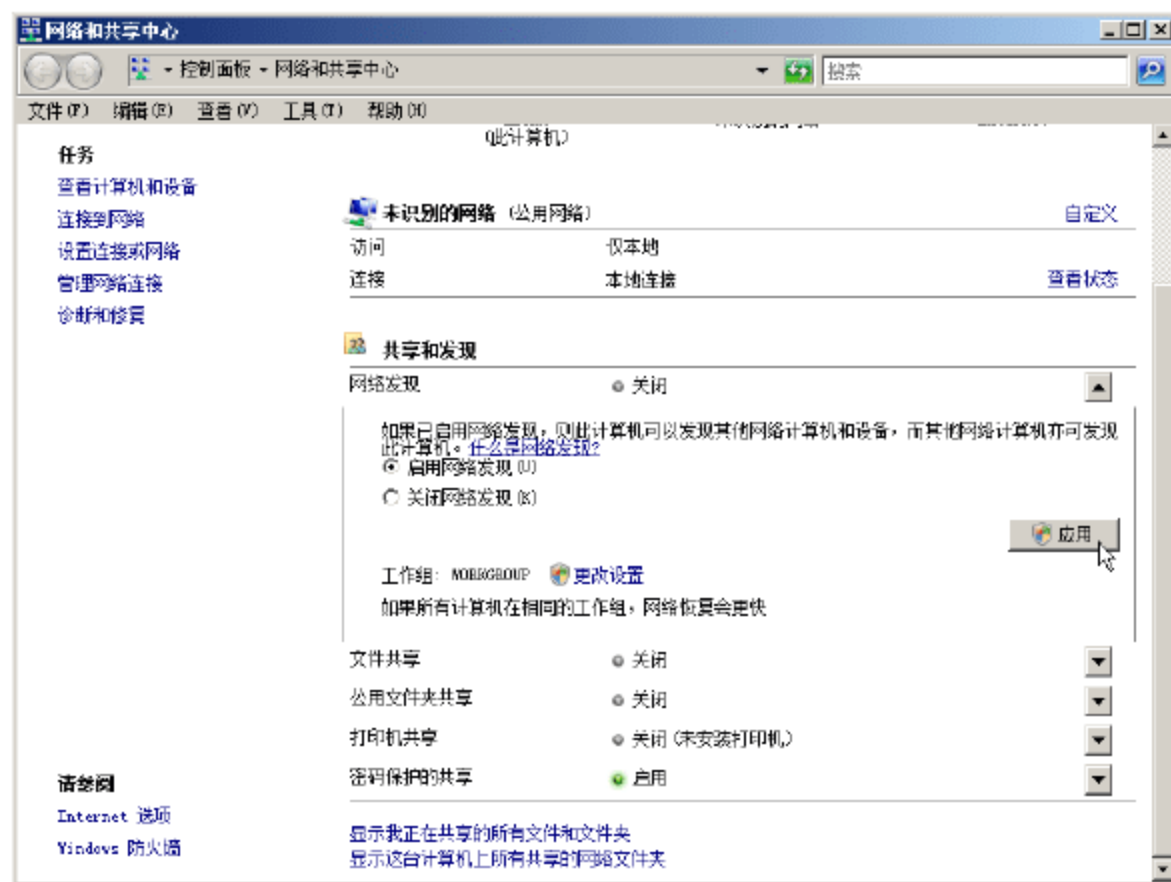 网络和共享中心
控制面板 网络和共享中心 搜索
文件(F) 编辑(E) 查看(V) 工具(T) 帮助(H)
(此计算机)
任务
查看计算机和设备
连接到网络
设置连接或网络
管理网络连接
诊断和修复
未识别的网络 (公用网络) 自定义
访问 仅本地
连接 本地连接 查看状态
共享和发现
网络发现 关闭
如果已启用网络发现,则此计算机可以发现其他网络计算机和设备,而其他网络计算机亦可发现
此计算机。什么是网络发现?
启用网络发现(U)
关闭网络发现(K)
应用
工作组: WORKGROUP 更改设置
如果所有计算机在相同的工作组,网络恢复会更快
文件共享 关闭
公用文件夹共享 关闭
打印机共享 关闭 (未安装打印机)
密码保护的共享 启用
请参阅
Internet 选项
Windows 防火墙
显示我正在共享的所有文件和文件夹
显示这台计算机上所有共享的网络文件夹